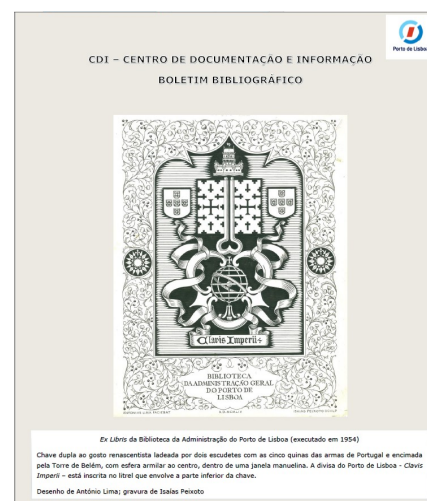 Porto de Lisboa
CDI – CENTRO DE DOCUMENTAÇÃO E INFORMAÇÃO
BOLETIM BIBLIOGRÁFICO
Clavis Imperii
BIBLIOTECA
DA ADMINISTRAÇÃO GERAL
DO PORTO DE
LISBOA
Ex Libris da Biblioteca da Administração do Porto de Lisboa (executado em 1954)
Chave dupla ao gosto renascentista ladeada por dois escudetes com as cinco quinas das armas de Portugal e encimada
pela Torre de Belém, com esfera armilar ao centro, dentro de uma janela manuelina. A divisa do Porto de Lisboa - Clavis
Imperii – está inscrita no litrel que envolve a parte inferior da chave.
Desenho de António Lima; gravura de Isaías Peixoto